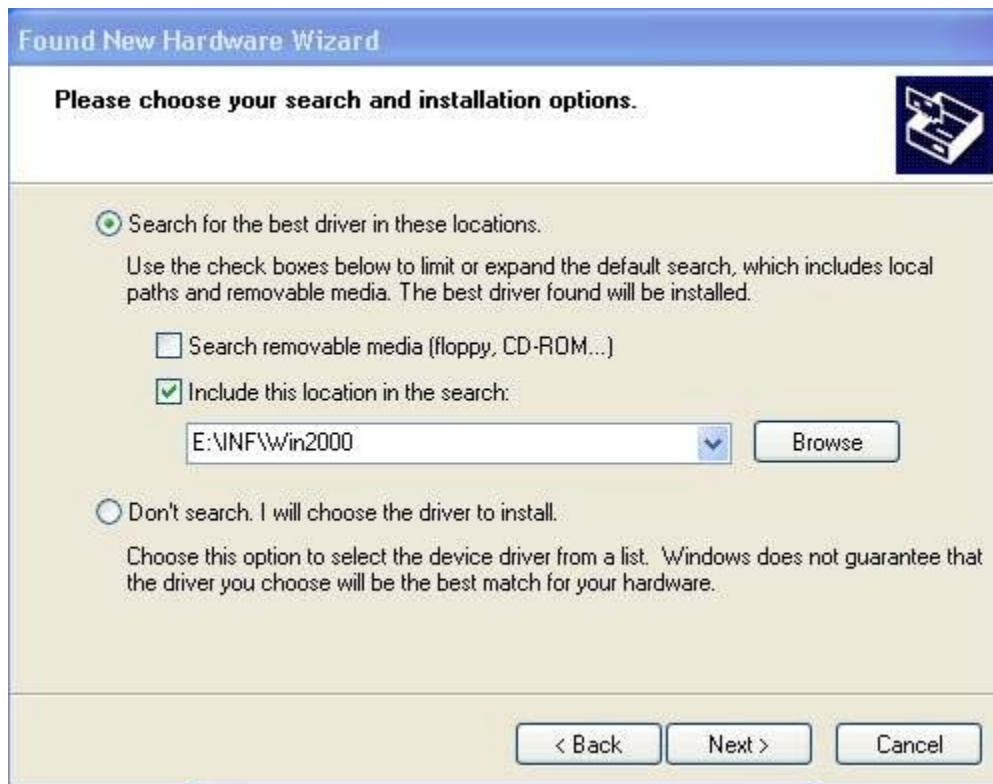 Found New Hardware Wizard
Please choose your search and installation options.
Search for the best driver in these locations.
Use the check boxes below to limit or expand the default search, which includes local
paths and removable media. The best driver found will be installed.
Search removable media (floppy, CD-ROM...)
Include this location in the search:
E:\INF\Win2000
Browse
Don't search. I will choose the driver to install.
Choose this option to select the device driver from a list. Windows does not guarantee that
the driver you choose will be the best match for your hardware.
< Back Next > Cancel